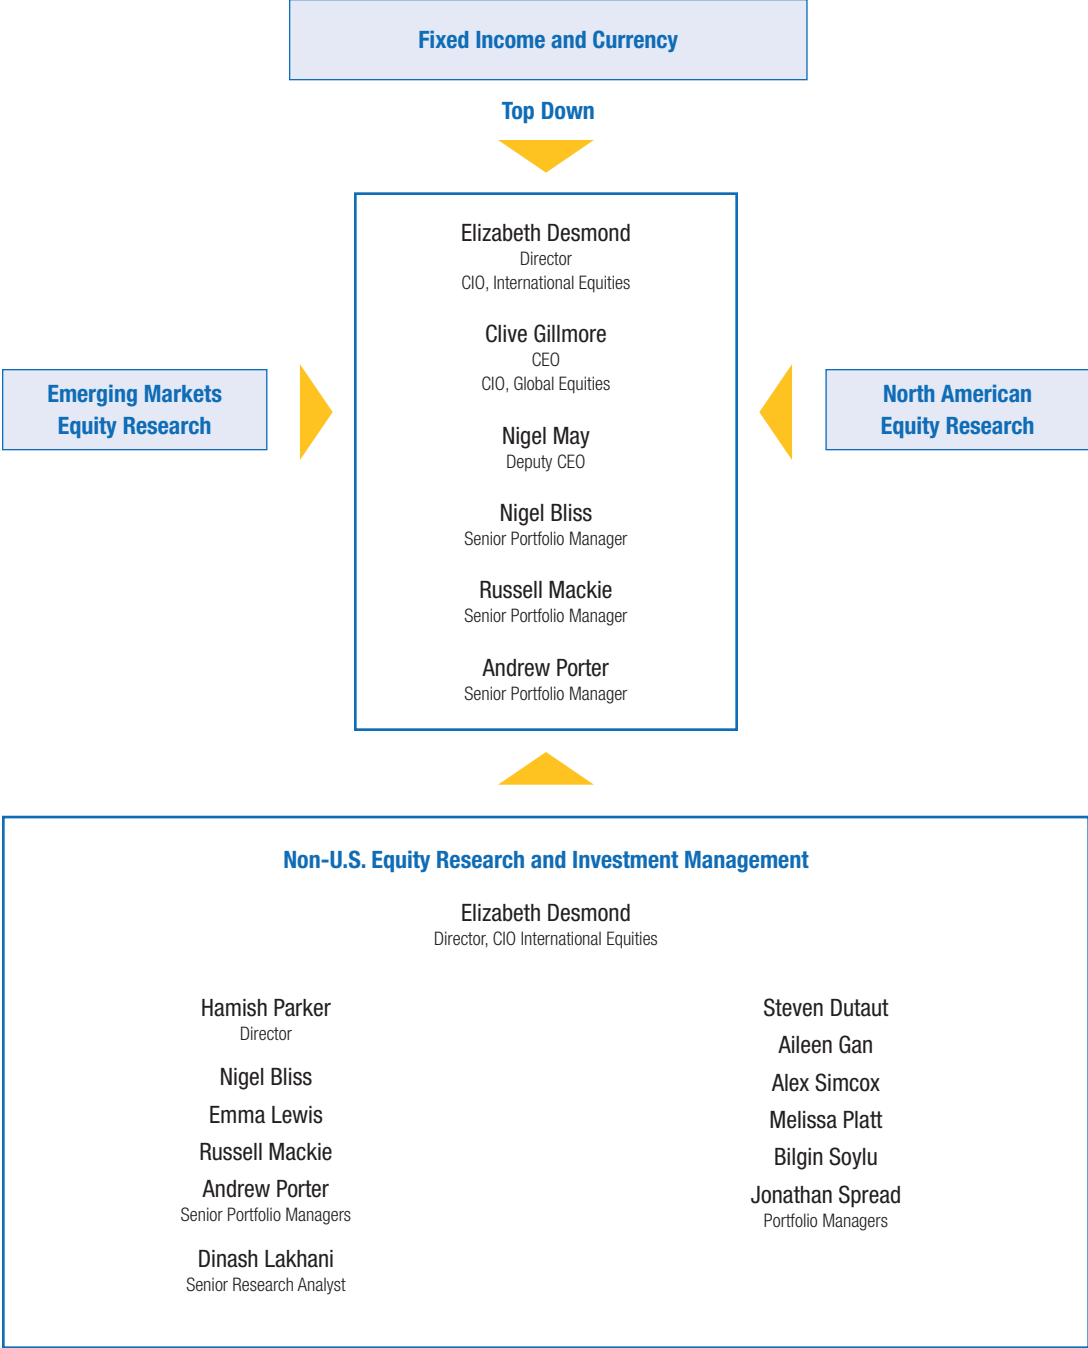 Fixed Income and Currency
Top Down
Elizabeth Desmond
Director
CIO, International Equities
Clive Gillmore
CEO
CIO, Global Equities
Nigel May
Deputy CEO
Nigel Bliss
Senior Portfolio Manager
Russell Mackie
Senior Portfolio Manager
Andrew Porter
Senior Portfolio Manager
Emerging Markets
Equity Research
North American
Equity Research
Non-U.S. Equity Research and Investment Management
Elizabeth Desmond
Director, CIO International Equities
Hamish Parker
Director
Nigel Bliss
Emma Lewis
Russell Mackie
Andrew Porter
Senior Portfolio Managers
Dinash Lakhani
Senior Research Analyst
Steven Dutaut
Aileen Gan
Alex Simcox
Melissa Platt
Bilgin Soylu
Jonathan Spread
Portfolio Managers